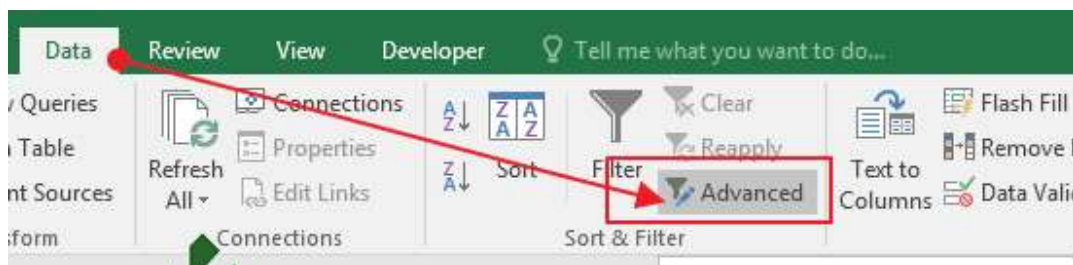 Data Review View Developer Tell me what you want to do...
Queries Connections Clear Flash Fill
Table Properties Reapply Remove
nt Sources Refresh All Edit Links Sort Filter Advanced Text to Columns Data Vali
sform Connections Sort & Filter